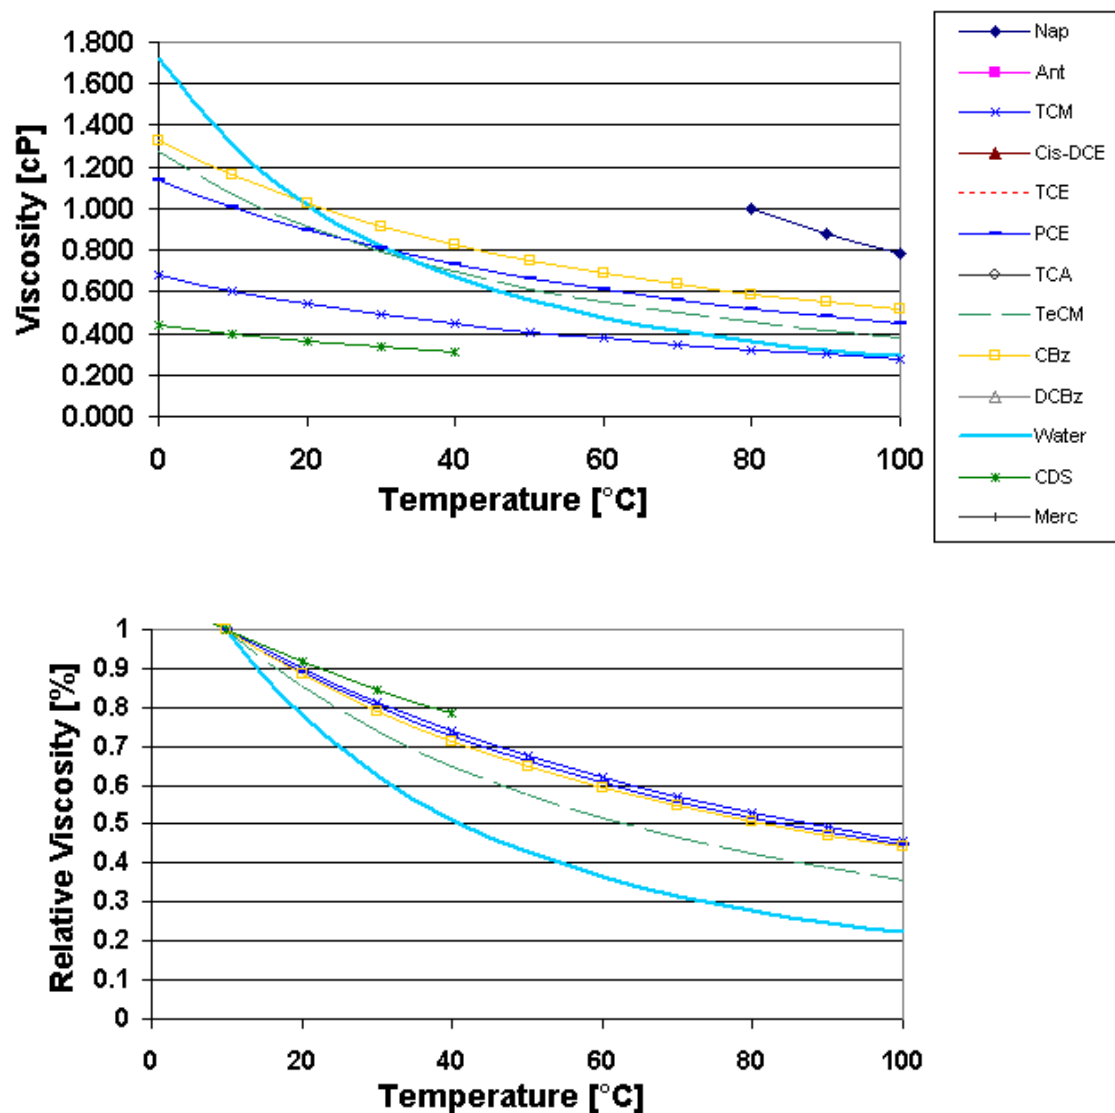 1.800
1.600
1.400
1.200
1.000
0.800
0.600
0.400
0.200
0.000
Viscosity [cP]
0 20 40 60 80 100
Temperature [°C]
Nap
Ant
TCM
Cis-DCE
TCE
PCE
TCA
TeCM
CBz
DCBz
Water
CDS
Merc
1
0.9
0.8
0.7
0.6
0.5
0.4
0.3
0.2
0.1
0
Relative Viscosity [%]
0 20 40 60 80 100
Temperature [°C]